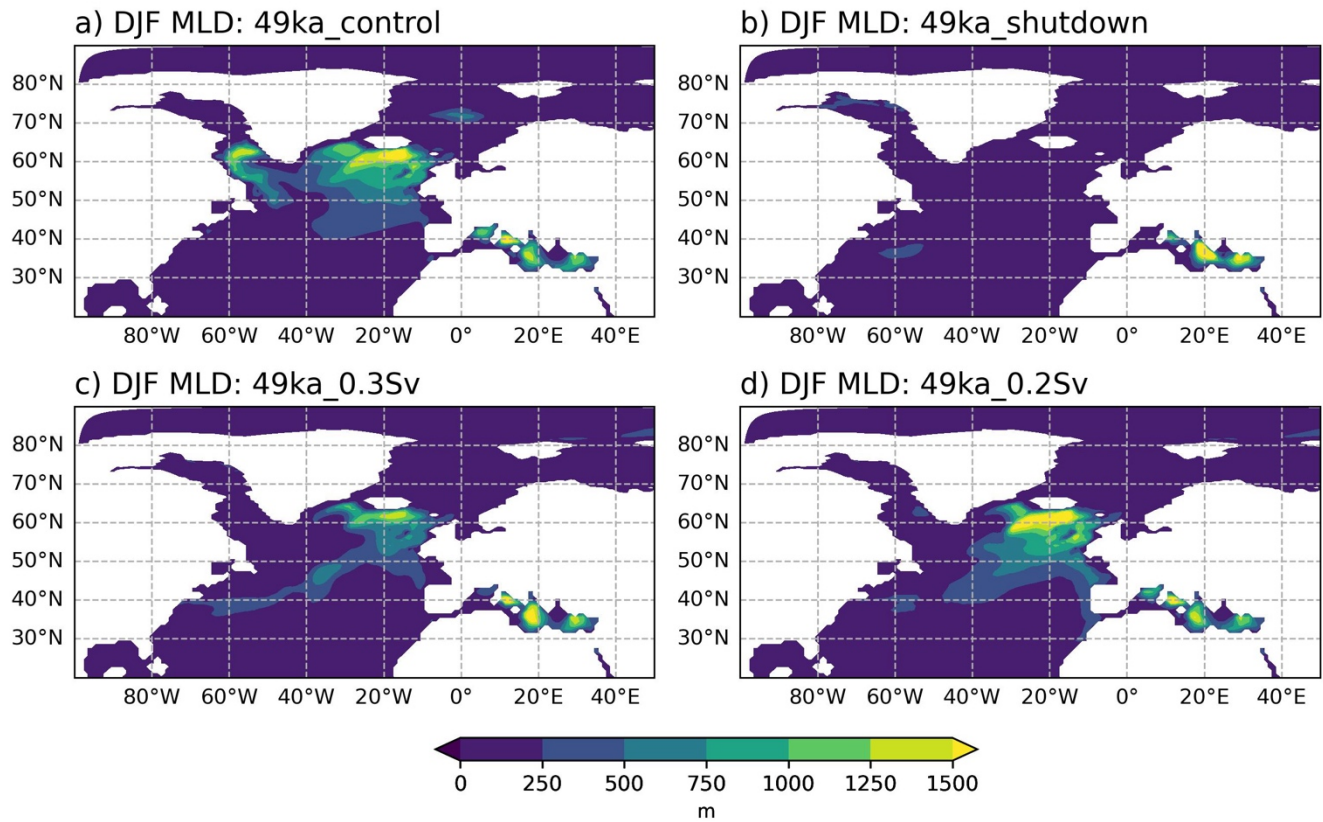 a) DJF MLD: 49ka_control
80°N
70°N
60°N
50°N
40°N
30°N
80°W 60°W 40°W 20°W 0° 20°E 40°E
b) DJF MLD: 49ka_shutdown
80°N
70°N
60°N
50°N
40°N
30°N
80°W 60°W 40°W 20°W 0° 20°E 40°E
c) DJF MLD: 49ka_0.3Sv
80°N
70°N
60°N
50°N
40°N
30°N
80°W 60°W 40°W 20°W 0° 20°E 40°E
d) DJF MLD: 49ka_0.2Sv
80°N
70°N
60°N
50°N
40°N
30°N
80°W 60°W 40°W 20°W 0° 20°E 40°E
0 250 500 750 1000 1250 1500
m